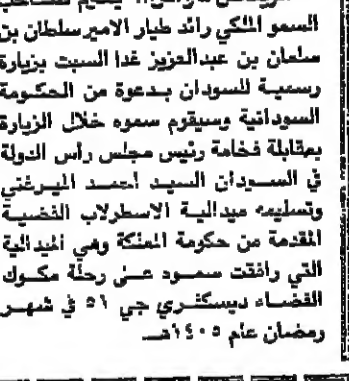 السمو الملكي رائد طيار الامير سلطان بن
سلمان بن عبدالعزيز غدا السبت بزيارة
رسمية للسودان بدعوة من الحكومة
السودانية وسيقوم سموه خلال الزيارة
بمقابلة فخامة رئيس مجلس رأس الدولة
في السودان السيد احمد الميرغني
وتسليمه ميدالية الاسطرلاب الفضية
المقدمة من حكومة المملكة وهي الميدالية
التي رافقت سموه على رحلة مكوك
الفضاء ديسكفري جي ٥١ في شهر
رمضان عام ١٤٠٥هـ